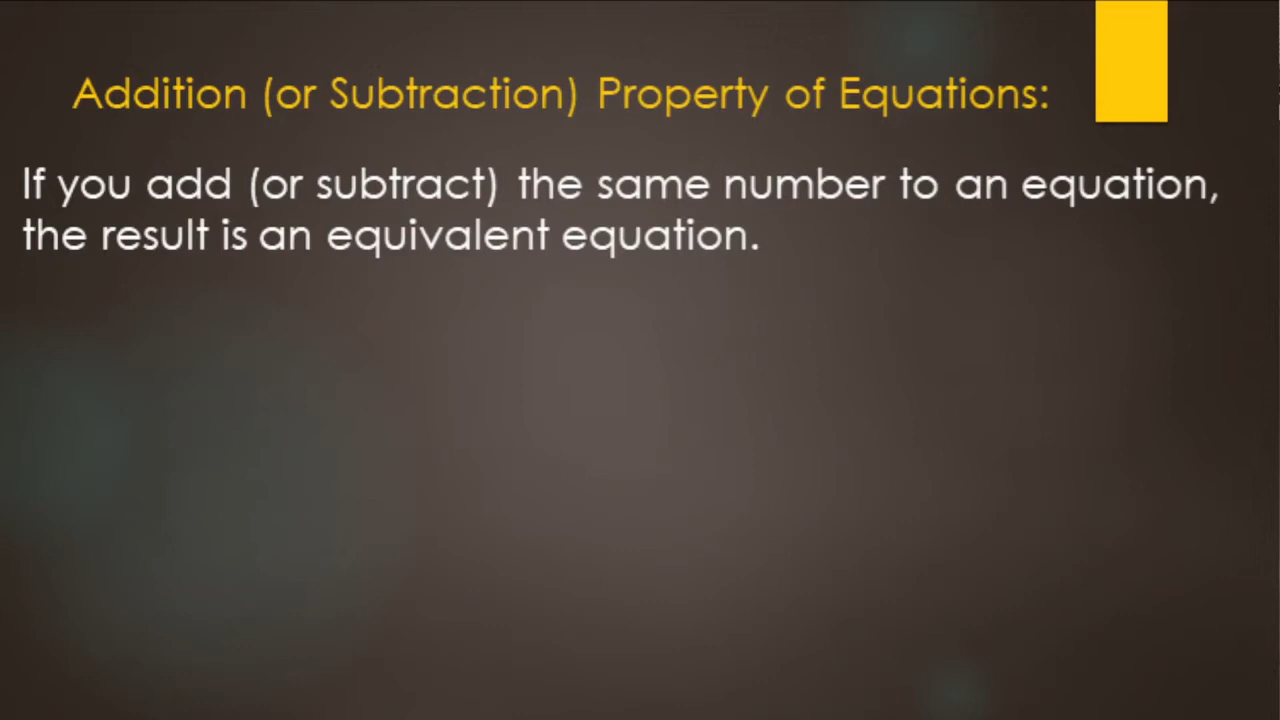 Addition (or Subtraction) Property of Equations:
If you add (or subtract) the same number to an equation,
the result is an equivalent equation.